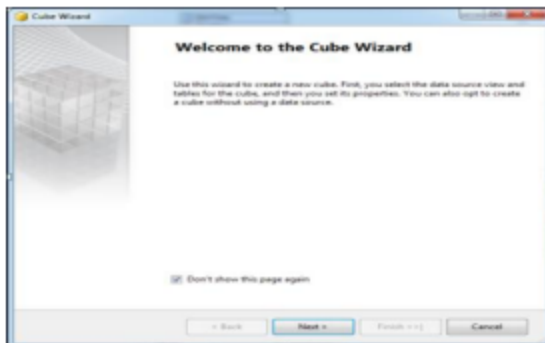 Cube Wizard
Welcome to the Cube Wizard
Use this wizard to create a new cube. First, you select the data source view and
tables for the cube, and then you set its properties. You can also opt to create
a cube without using a data source.
Don't show this page again
< Back
Next >
Finish >>|
Cancel